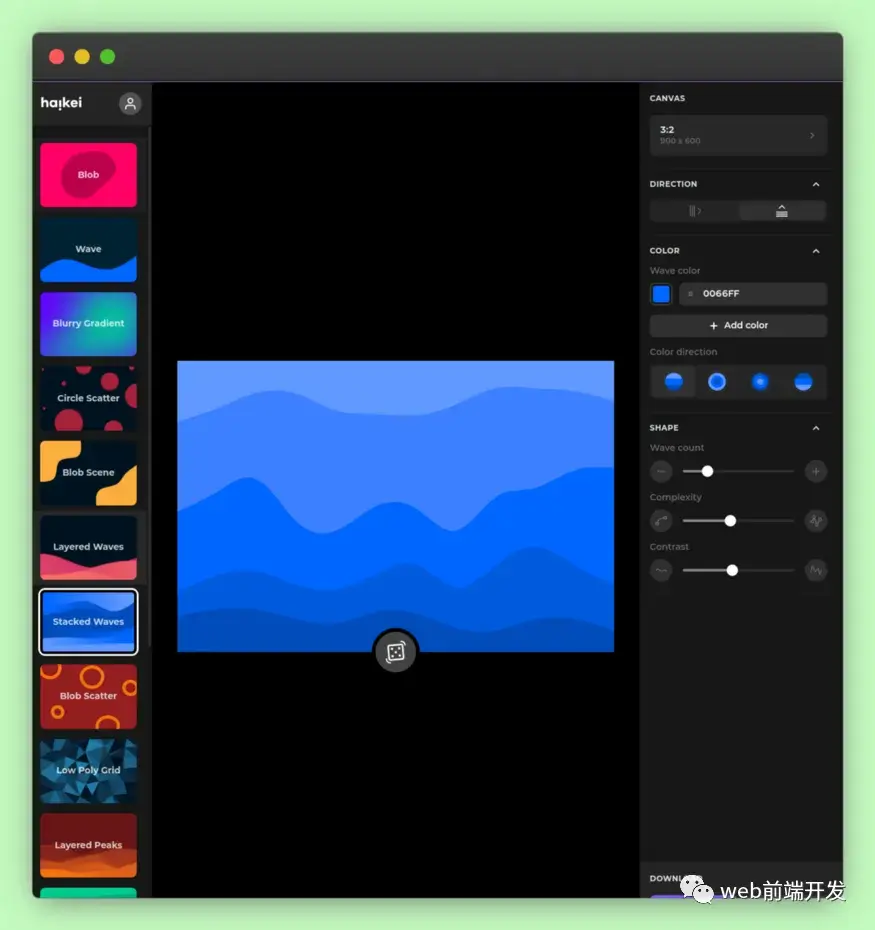 haikei
Blob
Wave
Blurry Gradient
Circle Scatter
Blob Scene
Layered Waves
Stacked Waves
Blob Scatter
Low Poly Grid
Layered Peaks
CANVAS
3:2
900 x 600
DIRECTION
COLOR
Wave color
0066FF
+ Add color
Color direction
SHAPE
Wave count
Complexity
Contrast
web前端开发